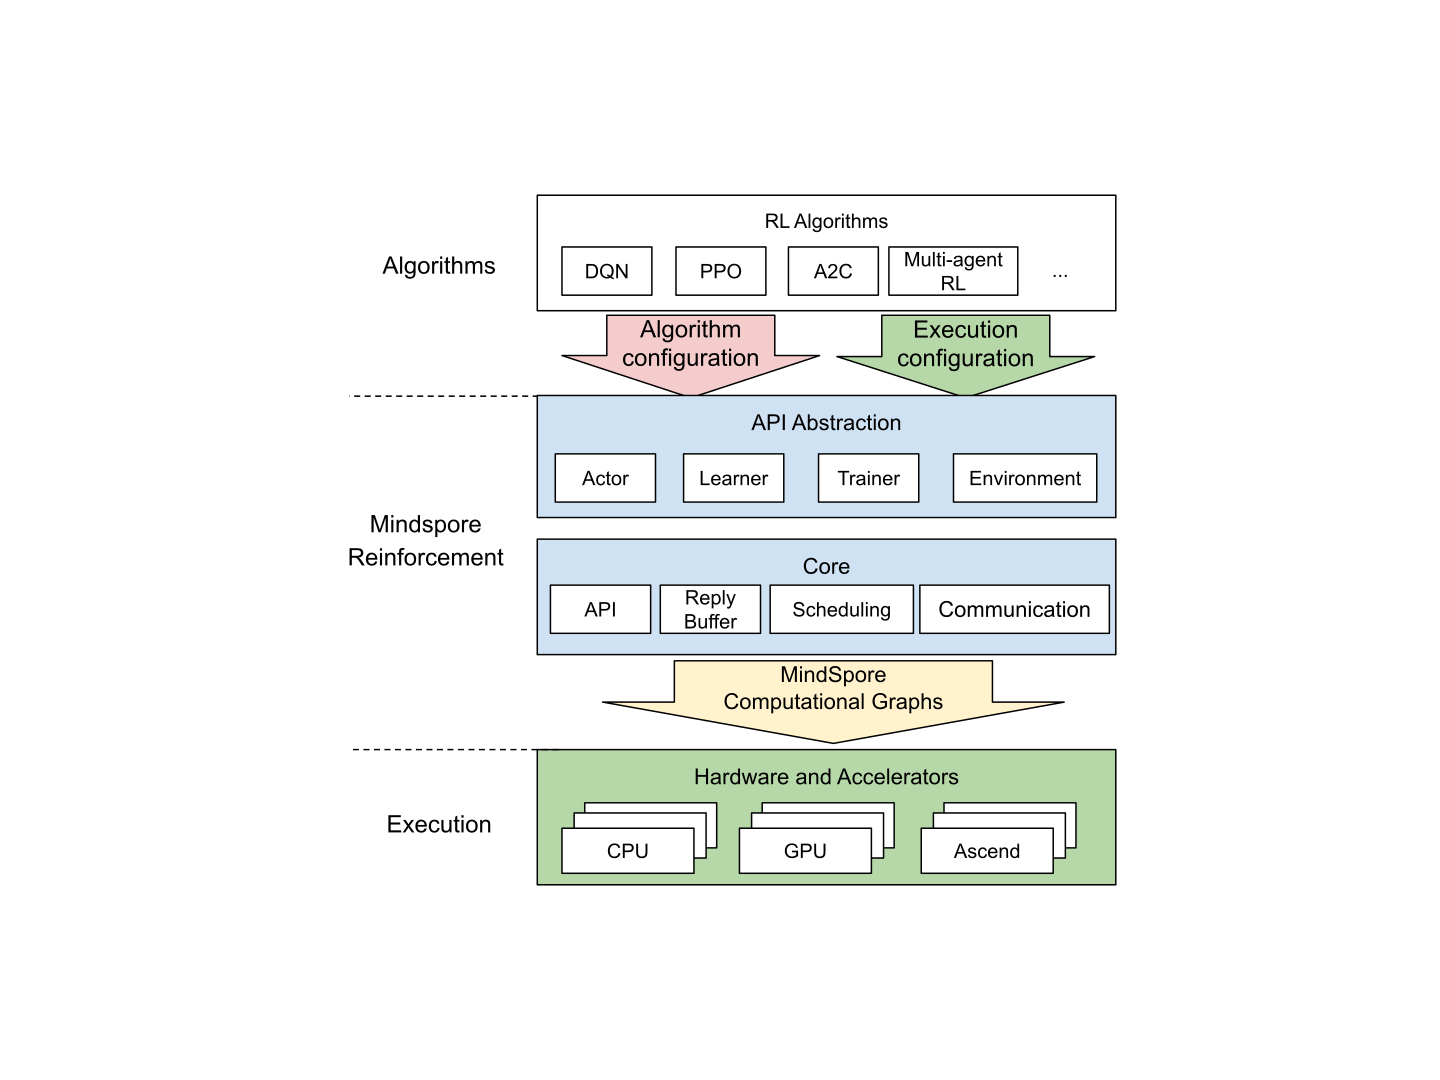 RL Algorithms
Algorithms
DQN
PPO
A2C
Multi-agent
RL
...
Algorithm
configuration
Execution
configuration
API Abstraction
Actor
Learner
Trainer
Environment
Mindspore
Reinforcement
Core
API
Reply
Buffer
Scheduling
Communication
MindSpore
Computational Graphs
Hardware and Accelerators
Execution
CPU
GPU
Ascend